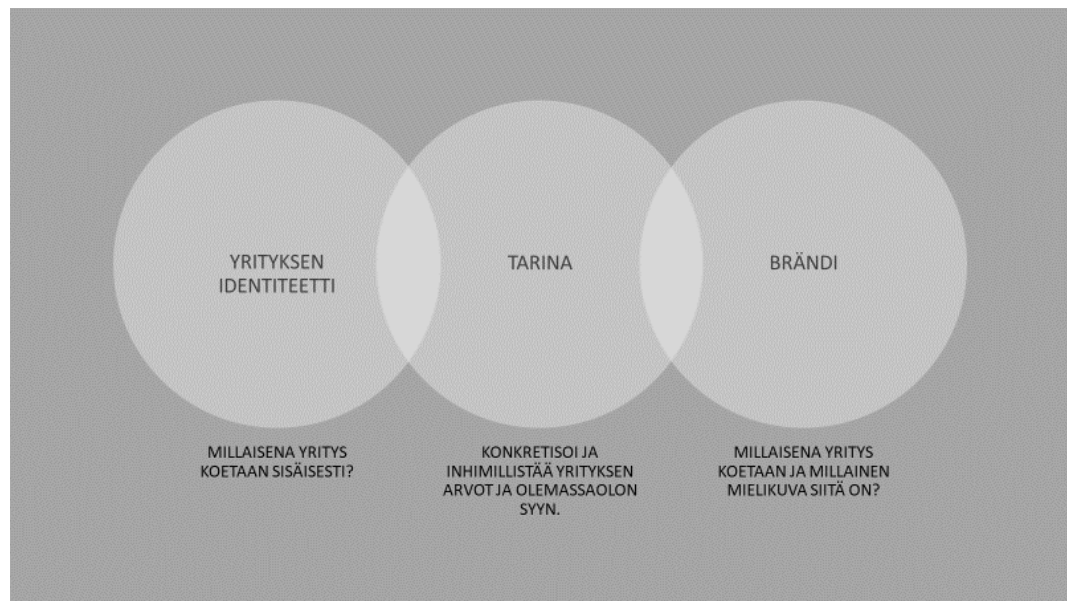 YRITYKSEN
IDENTITEETTI
TARINA
BRÄNDI
MILLAISENA YRITYS
KOETAAN SISÄISESTI?
KONKRETISOI JA
INHIMILLISTÄÄ YRITYKSEN
ARVOT JA OLEMASSAOLON
SYYN.
MILLAISENA YRITYS
KOETAAN JA MILLAINEN
MIELIKUVA SIITÄ ON?